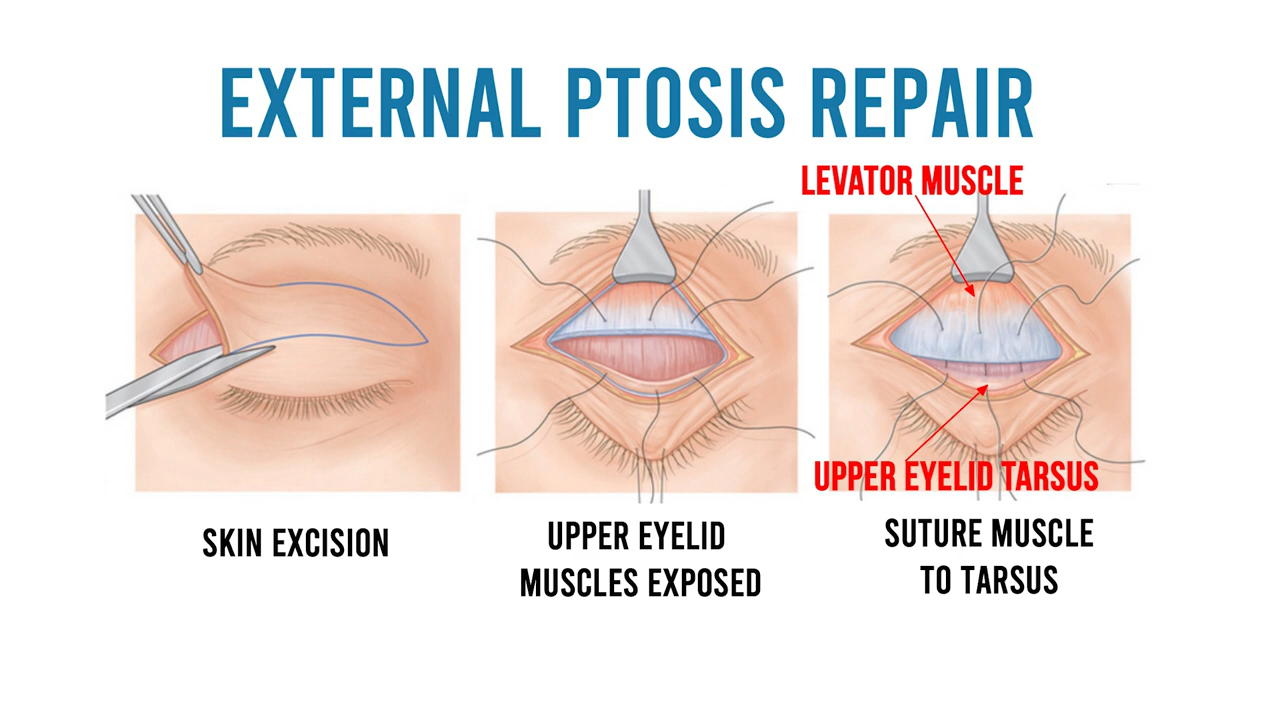 EXTERNAL PTOSIS REPAIR
LEVATOR MUSCLE
UPPER EYELID TARSUS
SKIN EXCISION
UPPER EYELID
MUSCLES EXPOSED
SUTURE MUSCLE
TO TARSUS